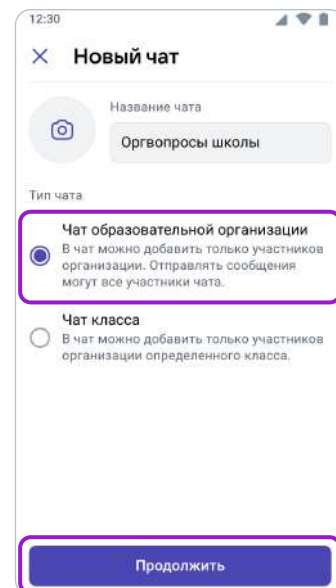 12:30
Новый чат
Название чата
Оргвопросы школы
Тип чата
Чат образовательной организации
В чат можно добавить только участников
организации. Отправлять сообщения
могут все участники чата.
Чат класса
В чат можно добавить только участников
организации определенного класса.
Продолжить